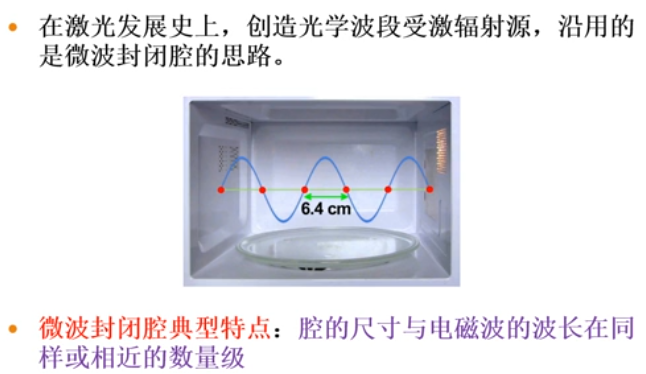 在激光发展史上，创造光学波段受激辐射源，沿用的
是微波封闭腔的思路。
6.4 cm
微波封闭腔典型特点：腔的尺寸与电磁波的波长在同
样或相近的数量级